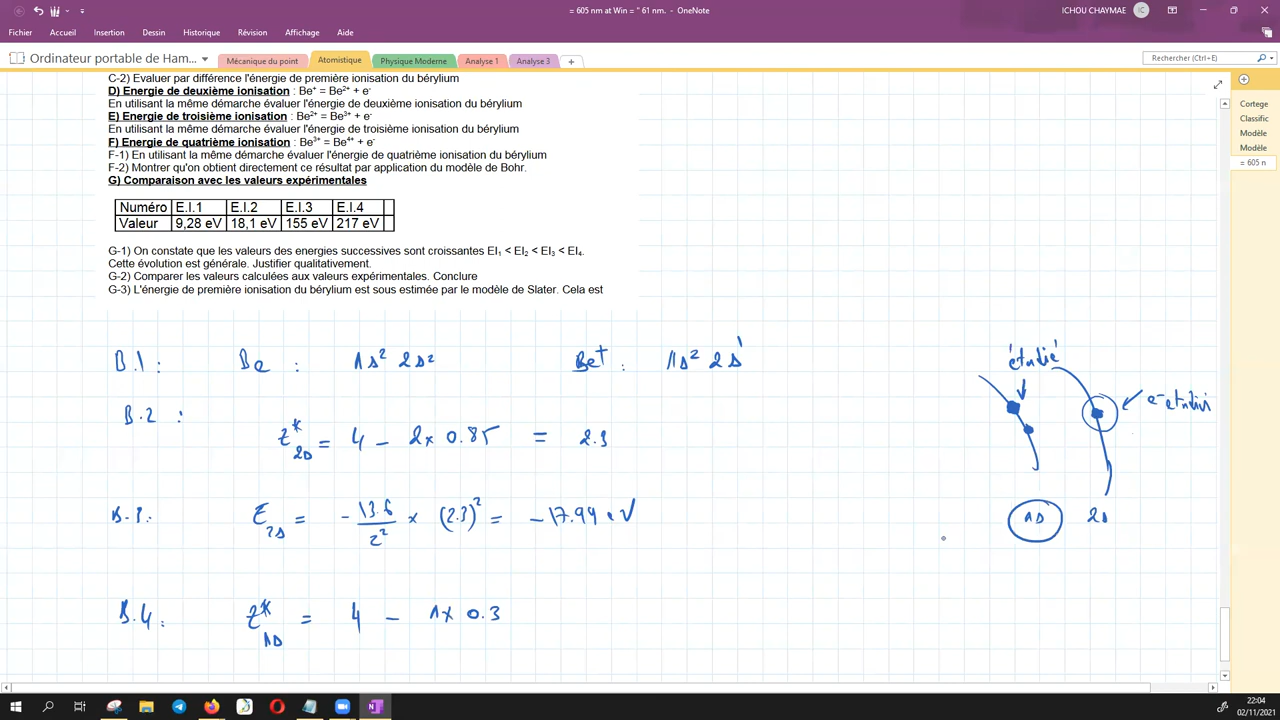 = 605 nm at Win = " 61 nm. - OneNote
ICHOU CHAYMAE IC
Fichier Accueil Insertion Dessin Historique Révision Affichage Aide
Ordinateur portable de Ham... Mécanique du point Atomistique Physique Moderne Analyse 1 Analyse 3 +
Rechercher (Ctrl+E)
C-2) Evaluer par différence l'énergie de première ionisation du bérylium
D) Energie de deuxième ionisation : Be+ = Be2+ + e-
En utilisant la même démarche évaluer l'énergie de deuxième ionisation du bérylium
E) Energie de troisième ionisation : Be2+ = Be3+ + e-
En utilisant la même démarche évaluer l'énergie de troisième ionisation du bérylium
F) Energie de quatrième ionisation : Be3+ = Be4+ + e-
F-1) En utilisant la même démarche évaluer l'énergie de quatrième ionisation du bérylium
F-2) Montrer qu'on obtient directement ce résultat par application du modèle de Bohr.
G) Comparaison avec les valeurs expérimentales
Numéro E.I.1 E.I.2 E.I.3 E.I.4
Valeur 9,28 eV 18,1 eV 155 eV 217 eV
G-1) On constate que les valeurs des energies successives sont croissantes EI1 < EI2 < EI3 < EI4.
Cette évolution est générale. Justifier qualitativement.
G-2) Comparer les valeurs calculées aux valeurs expérimentales. Conclure
G-3) L'énergie de première ionisation du bérylium est sous estimée par le modèle de Slater. Cela est
B.1 : Be : 1s² 2s² Be+ : 1s² 2s¹
B.2 :
Z*2s = 4 - 2 x 0.85 = 2.3
B.3 : E2s = - 13.6/2² x (2.3)² = - 17.99 eV
B.4 : Z*1s = 4 - 1 x 0.3
étudié
e- etudié
1s 2s
Cortege
Classific
Modèle
Modèle
= 605 n
22:04
02/11/2021